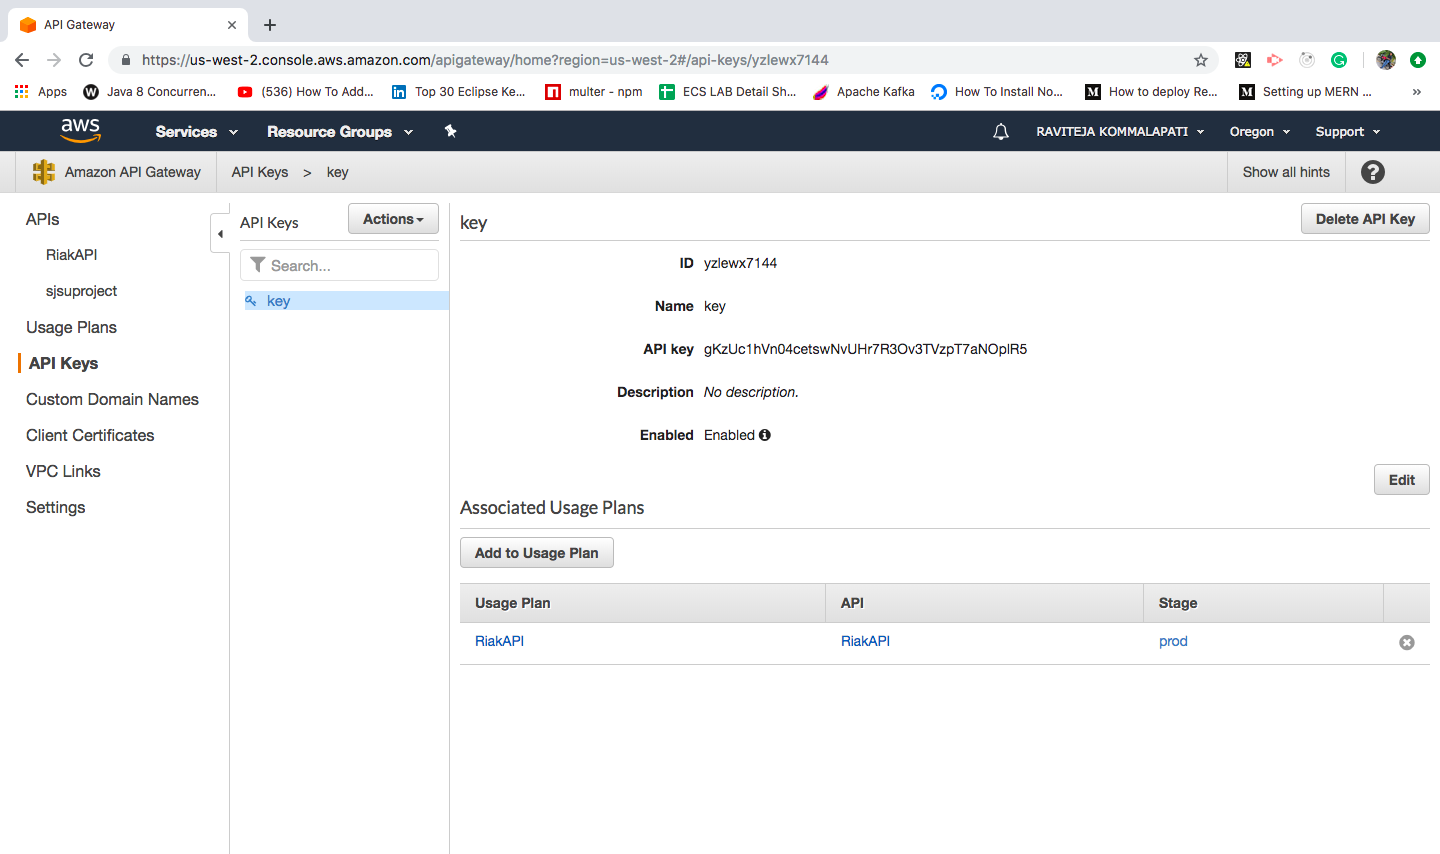 API Gateway
https://us-west-2.console.aws.amazon.com/apigateway/home?region=us-west-2#/api-keys/yzlewx7144
Apps W Java 8 Concurren... (536) How To Add... in Top 30 Eclipse Ke... multer - npm ECS LAB Detail Sh... Apache Kafka How To Install No... M How to deploy Re... M Setting up MERN ... »
aws Services Resource Groups RAVITEJA KOMMALAPATI Oregon Support
Amazon API Gateway API Keys > key Show all hints ?
APIs
RiakAPI
sjsuproject
Usage Plans
API Keys
Custom Domain Names
Client Certificates
VPC Links
Settings
API Keys Actions
Search...
key
key Delete API Key
ID yzlewx7144
Name key
API key gKzUc1hVn04cetswNvUHr7R3Ov3TVzpT7aNOplR5
Description No description.
Enabled Enabled
Edit
Associated Usage Plans
Add to Usage Plan
Usage Plan API Stage
RiakAPI RiakAPI prod